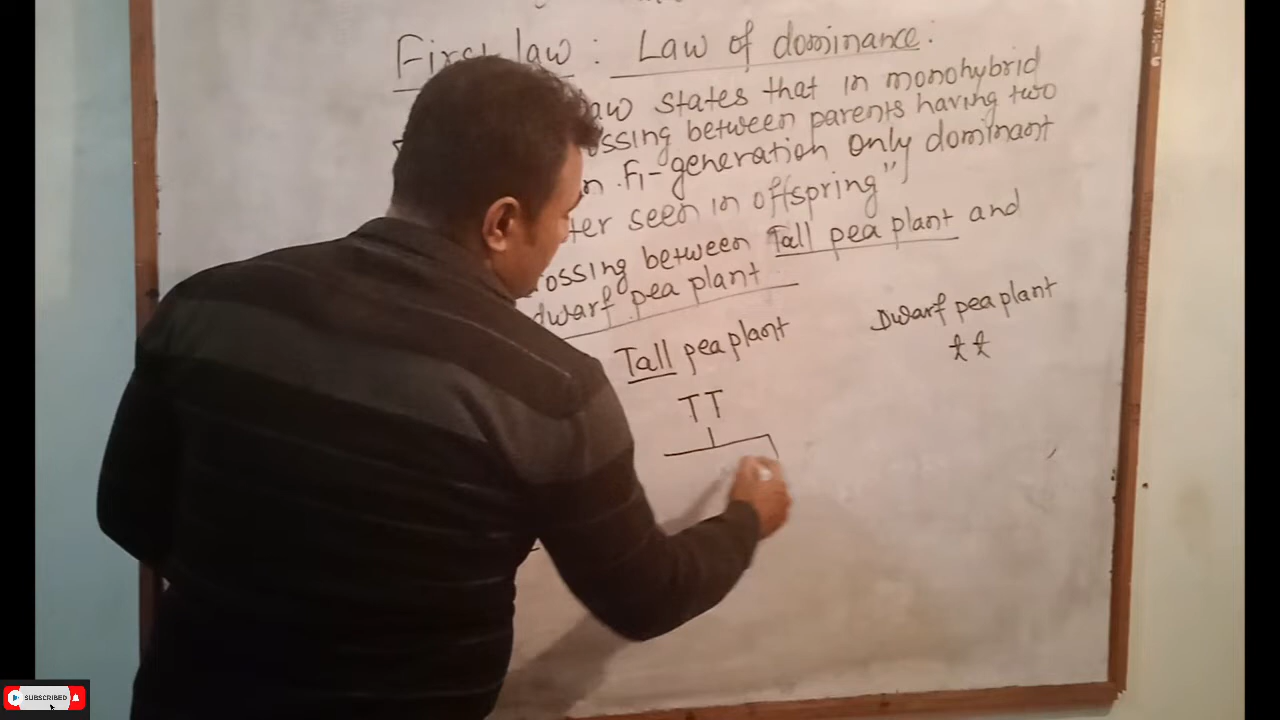 First law : Law of dominance :
law states that in monohybrid
crossing between parents having two
in F1-generation only dominant
seen in offspring"
crossing between Tall pea plant and
dwarf pea plant
Tall pea plant Dwarf pea plant
TT tt
SUBSCRIBED